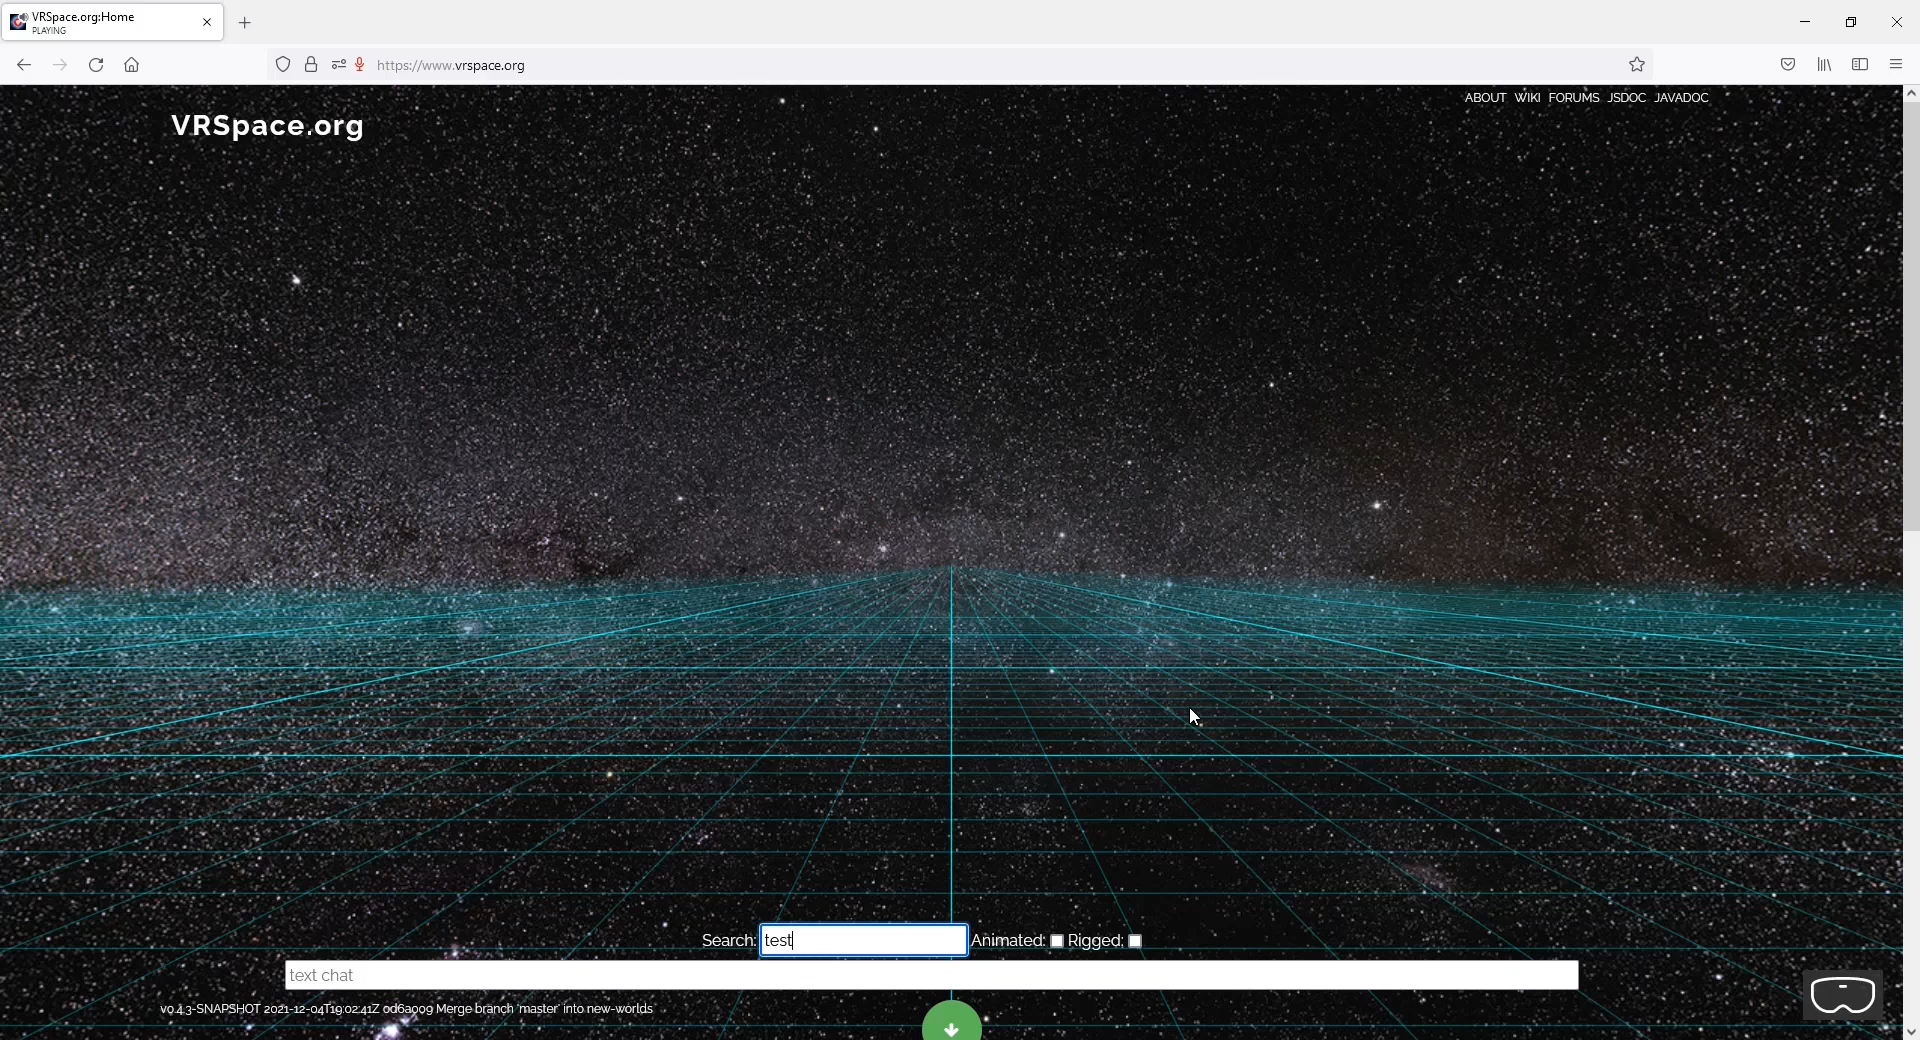 VRSpace.org:Home
PLAYING
https://www.vrspace.org
ABOUT WIKI FORUMS JSDOC JAVADOC
VRSpace.org
Search: test Animated: Rigged:
text chat
v0.4.3-SNAPSHOT 2021-12-04T19:02:41Z 0d6a009 Merge branch 'master' into new-worlds